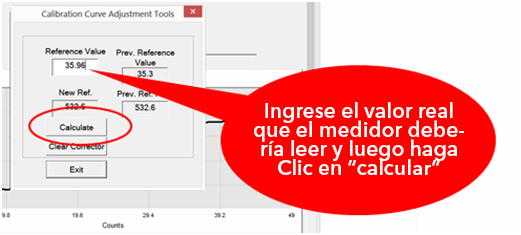 Calibration Curve Adjustment Tools
Reference Value
Prev. Reference
Value
35.96
35.3
New Ref.
Prev. Ref.
532.6
532.6
Calculate
Clear Corrector
Exit
Ingrese el valor real
que el medidor debe-
ría leer y luego haga
Clic en "calcular"
9.8
19.6
29.4
39.2
49
Counts